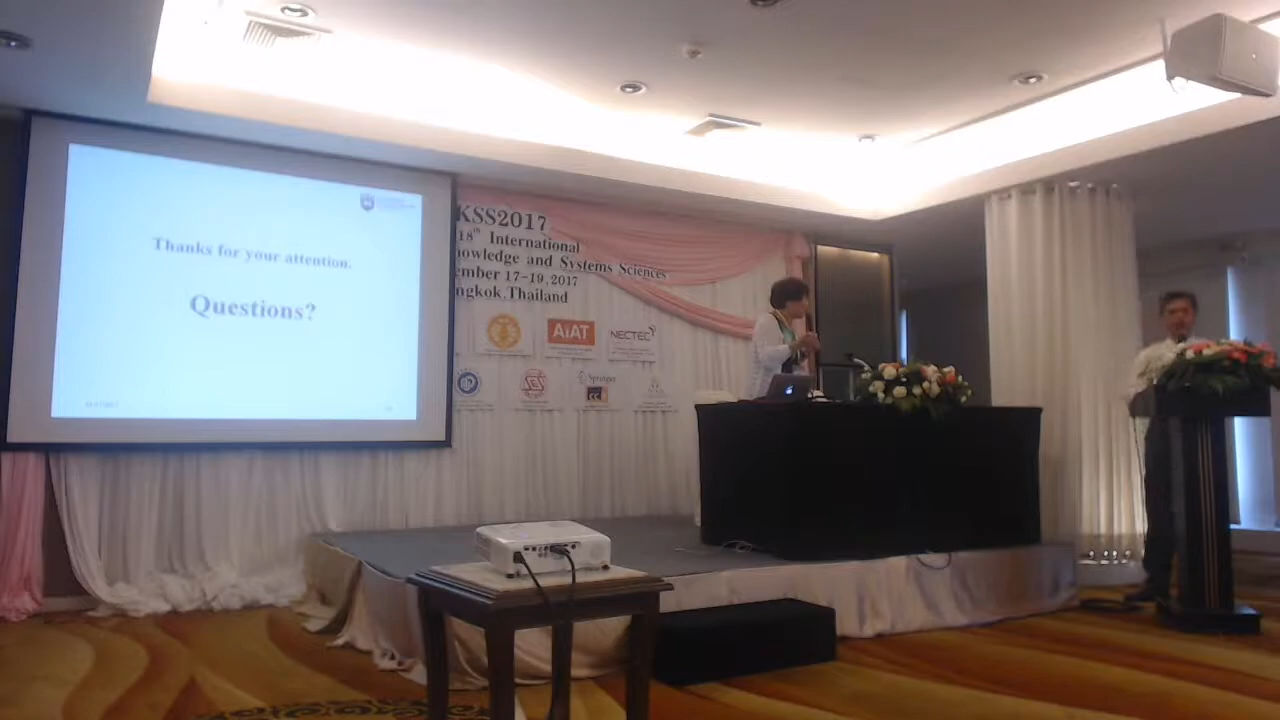 Thanks for your attention.
Questions?
KSS2017
18th International
nowledge and Systems Sciences
ember 17-19, 2017
ngkok, Thailand
AiAT
NECTEC
SES
Springer